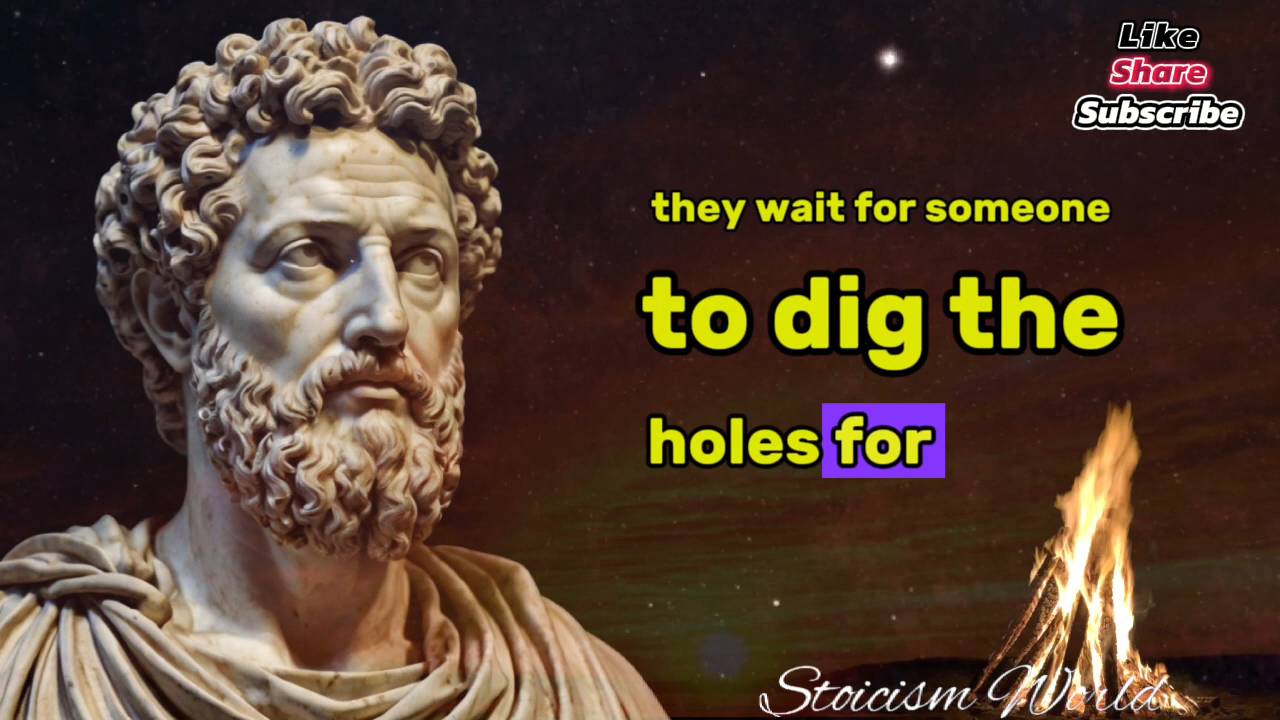 Like
Share
Subscribe
they wait for someone
to dig the
holes for
Stoicism World